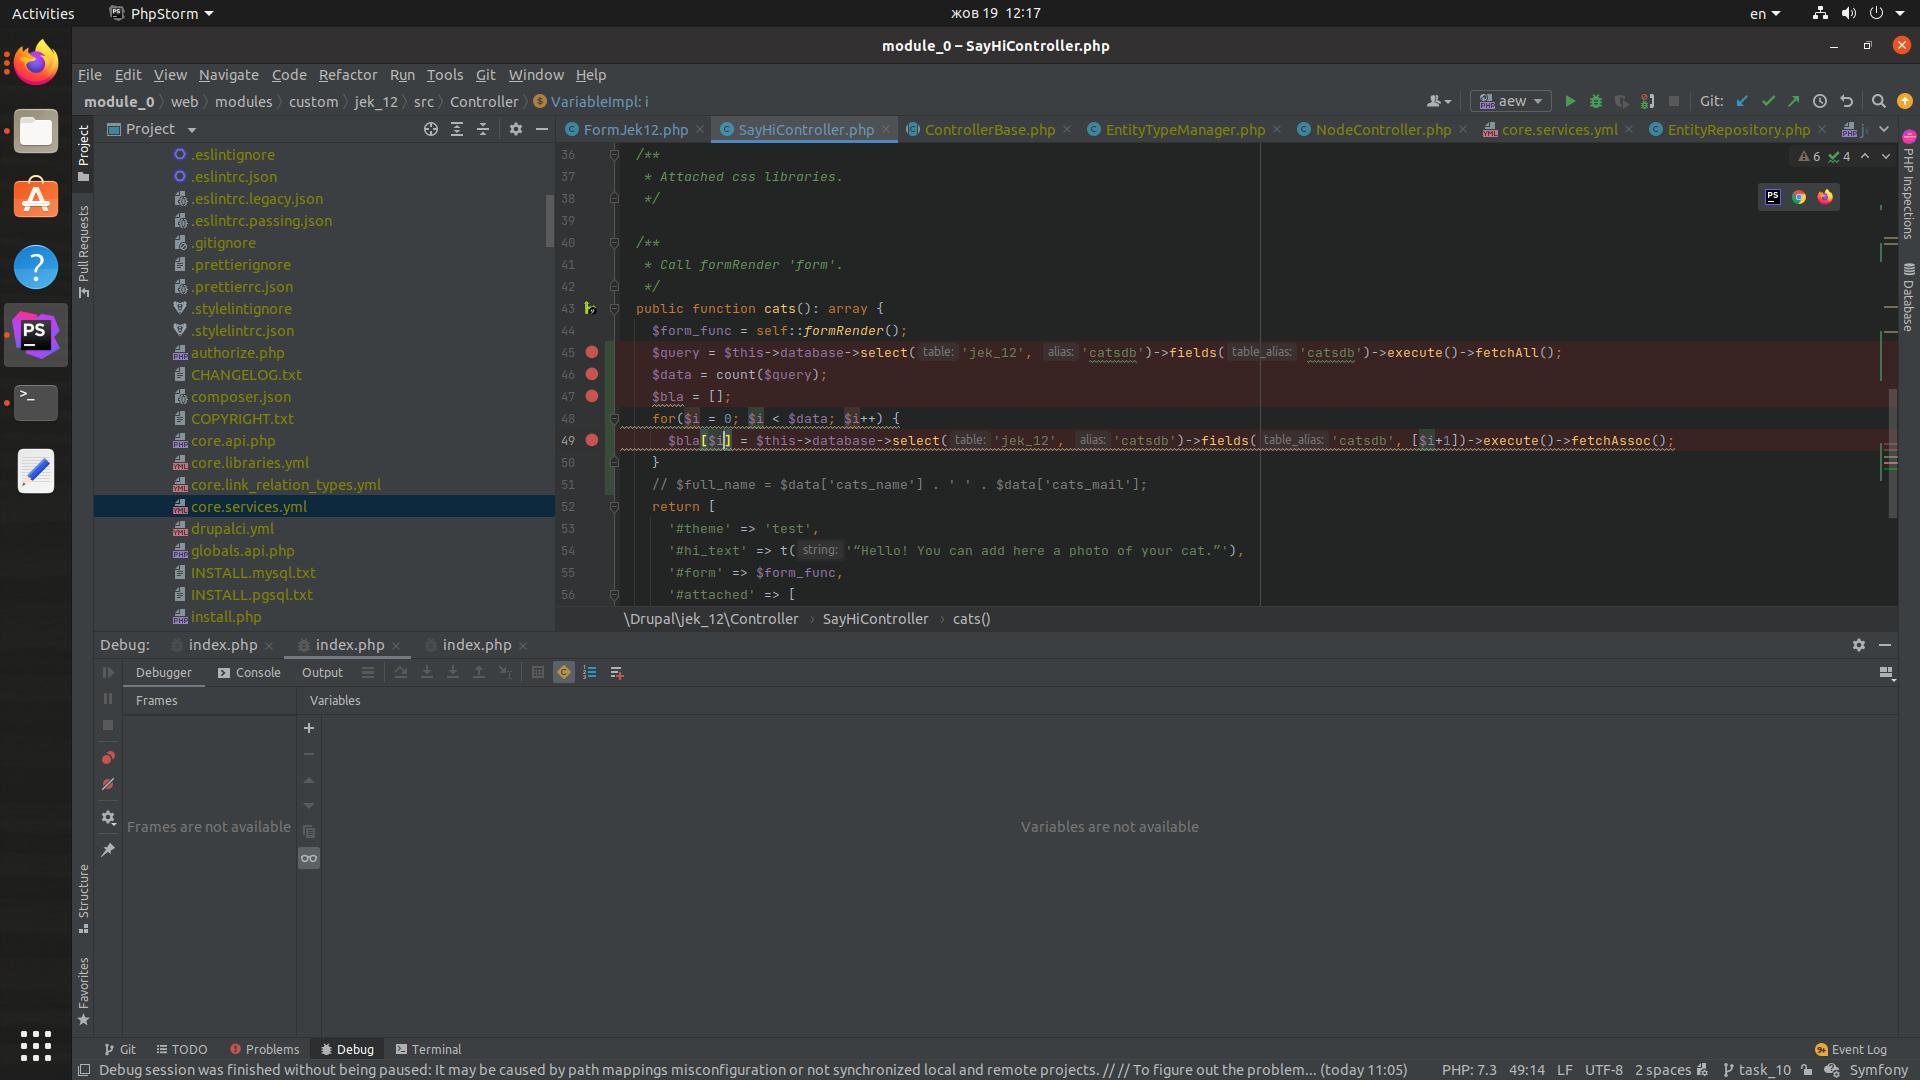 Activities
PhpStorm
жов 19 12:17
en
module_0 – SayHiController.php
File Edit View Navigate Code Refactor Run Tools Git Window Help
module_0 web modules custom jek_12 src Controller VariableImpl: i
aew
Git:
Project
FormJek12.php SayHiController.php ControllerBase.php EntityTypeManager.php NodeController.php core.services.yml EntityRepository.php
Project
Pull Requests
Structure
Favorites
.eslintignore
.eslintrc.json
.eslintrc.legacy.json
.eslintrc.passing.json
.gitignore
.prettierignore
.prettierrc.json
.stylelintignore
.stylelintrc.json
authorize.php
CHANGELOG.txt
composer.json
COPYRIGHT.txt
core.api.php
core.libraries.yml
core.link_relation_types.yml
core.services.yml
drupalci.yml
globals.api.php
INSTALL.mysql.txt
INSTALL.pgsql.txt
install.php
6 4
36 /**
37 * Attached css libraries.
38 */
39
40 /**
41 * Call formRender 'form'.
42 */
43 public function cats(): array {
44 $form_func = self::formRender();
45 $query = $this->database->select( table: 'jek_12', alias: 'catsdb')->fields( table_alias: 'catsdb')->execute()->fetchAll();
46 $data = count($query);
47 $bla = [];
48 for($i = 0; $i < $data; $i++) {
49 $bla[$i] = $this->database->select( table: 'jek_12', alias: 'catsdb')->fields( table_alias: 'catsdb', [$i+1])->execute()->fetchAssoc();
50 }
51 // $full_name = $data['cats_name'] . ' ' . $data['cats_mail'];
52 return [
53 '#theme' => 'test',
54 '#hi_text' => t( string: '“Hello! You can add here a photo of your cat.”'),
55 '#form' => $form_func,
56 '#attached' => [
\Drupal\jek_12\Controller › SayHiController › cats()
PHP Inspections
Database
Debug: index.php index.php index.php
Debugger Console Output
Frames Variables
Frames are not available
Variables are not available
Git TODO Problems Debug Terminal
Event Log
Debug session was finished without being paused: It may be caused by path mappings misconfiguration or not synchronized local and remote projects. // // To figure out the problem... (today 11:05)
PHP: 7.3 49:14 LF UTF-8 2 spaces task_10 Symfony